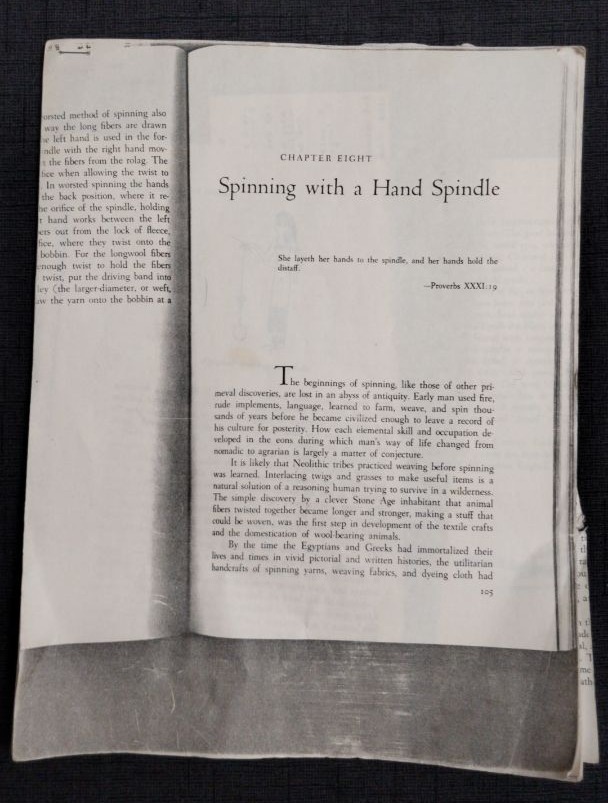 orsted method of spinning also
way the long fibers are drawn
left hand is used in the for-
ndle with the right hand mov-
the fibers from the rolag. The
fice when allowing the twist to
In worsted spinning the hands
the back position, where it re-
orifice of the spindle, holding
hand works between the left
ers out from the lock of fleece,
fice, where they twist onto the
bobbin. For the longwool fibers
enough twist to hold the fibers
twist, put the driving band into
ley (the larger-diameter, or weft,
aw the yarn onto the bobbin at a
CHAPTER EIGHT
Spinning with a Hand Spindle
She layeth her hands to the spindle, and her hands hold the
distaff.
—Proverbs XXXI:19
The beginnings of spinning, like those of other pri-
meval discoveries, are lost in an abyss of antiquity. Early man used fire,
rude implements, language, learned to farm, weave, and spin thou-
sands of years before he became civilized enough to leave a record of
his culture for posterity. How each elemental skill and occupation de-
veloped in the eons during which man's way of life changed from
nomadic to agrarian is largely a matter of conjecture.
It is likely that Neolithic tribes practiced weaving before spinning
was learned. Interlacing twigs and grasses to make useful items is a
natural solution of a reasoning human trying to survive in a wilderness.
The simple discovery by a clever Stone Age inhabitant that animal
fibers twisted together became longer and stronger, making a stuff that
could be woven, was the first step in development of the textile crafts
and the domestication of wool-bearing animals.
By the time the Egyptians and Greeks had immortalized their
lives and times in vivid pictorial and written histories, the utilitarian
handcrafts of spinning yarns, weaving fabrics, and dyeing cloth had
105